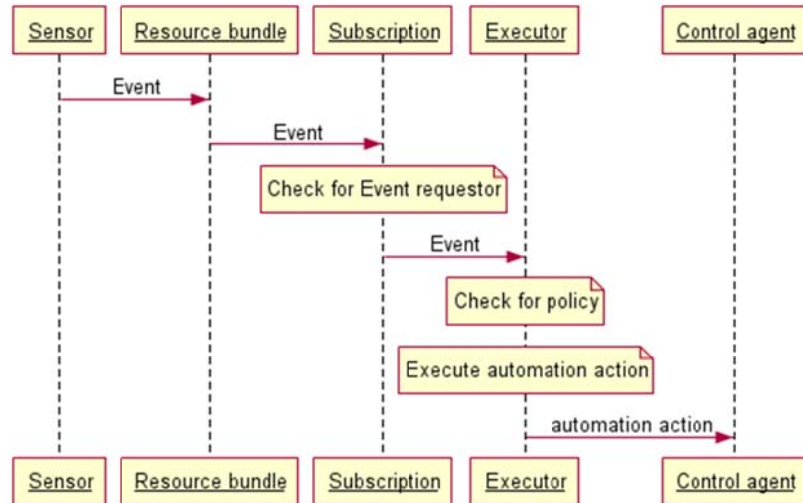 Sensor
Resource bundle
Subscription
Executor
Control agent
Event
Event
Check for Event requestor
Event
Check for policy
Execute automation action
automation action
Sensor
Resource bundle
Subscription
Executor
Control agent